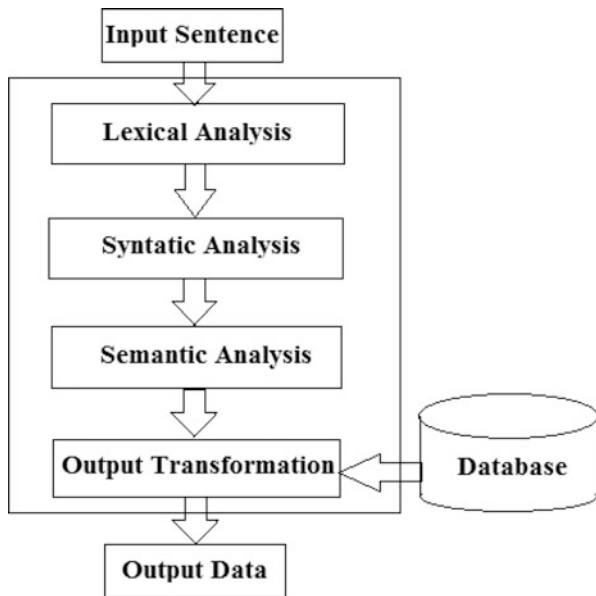 Input Sentence
Lexical Analysis
Syntatic Analysis
Semantic Analysis
Output Transformation
Database
Output Data